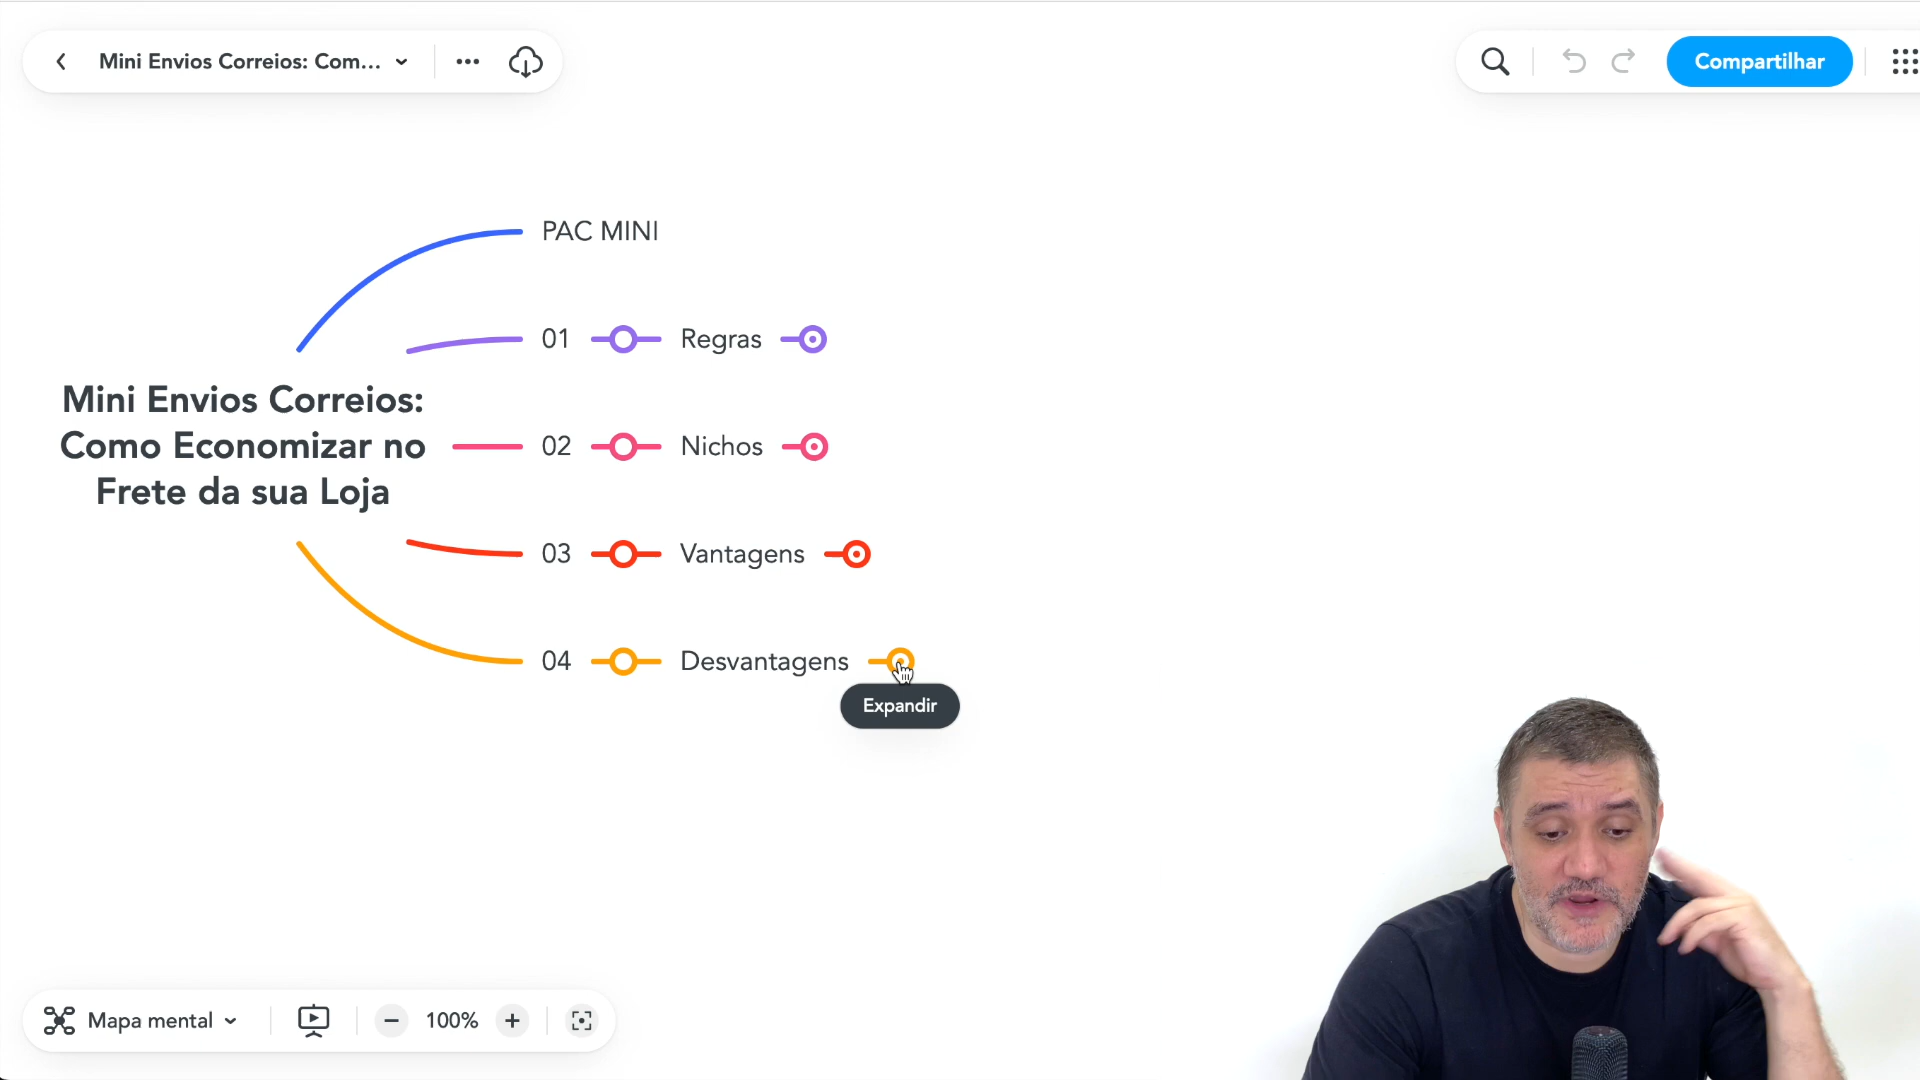 Mini Envios Correios: Com...
Compartilhar
PAC MINI
01 Regras
Mini Envios Correios:
Como Economizar no
Frete da sua Loja
02 Nichos
03 Vantagens
04 Desvantagens
Expandir
Mapa mental
100%